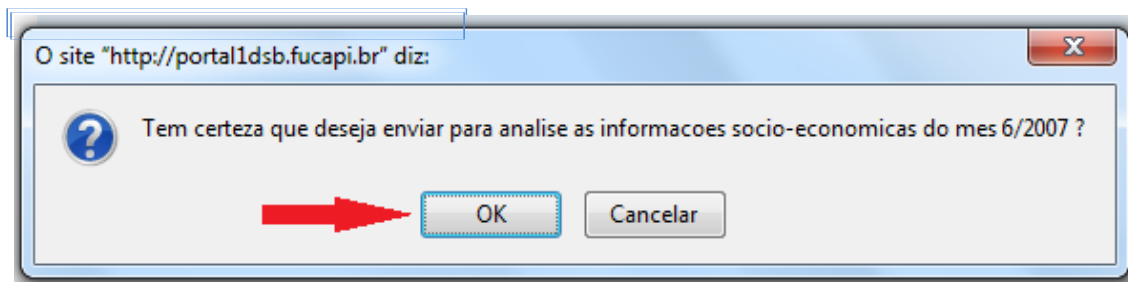 O site "http://portal1dsb.fucapi.br" diz:
Tem certeza que deseja enviar para analise as informacoes socio-economicas do mes 6/2007 ?
OK
Cancelar